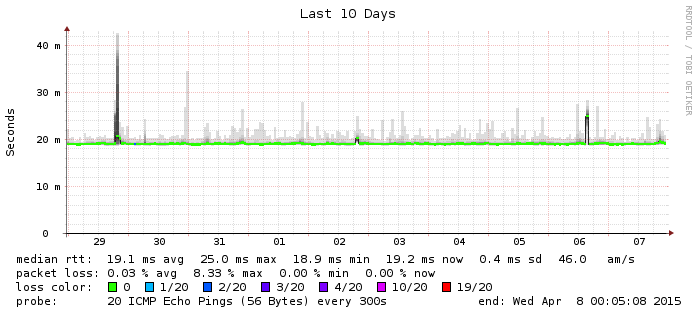 Last 10 Days
RRDTOOL / TOBI OETIKER
Seconds
40 m
30 m
20 m
10 m
0
29 30 31 01 02 03 04 05 06 07
median rtt: 19.1 ms avg 25.0 ms max 18.9 ms min 19.2 ms now 0.4 ms sd 46.0 am/s
packet loss: 0.03 % avg 8.33 % max 0.00 % min 0.00 % now
loss color: 0 1/20 2/20 3/20 4/20 10/20 19/20
probe: 20 ICMP Echo Pings (56 Bytes) every 300s end: Wed Apr 8 00:05:08 2015